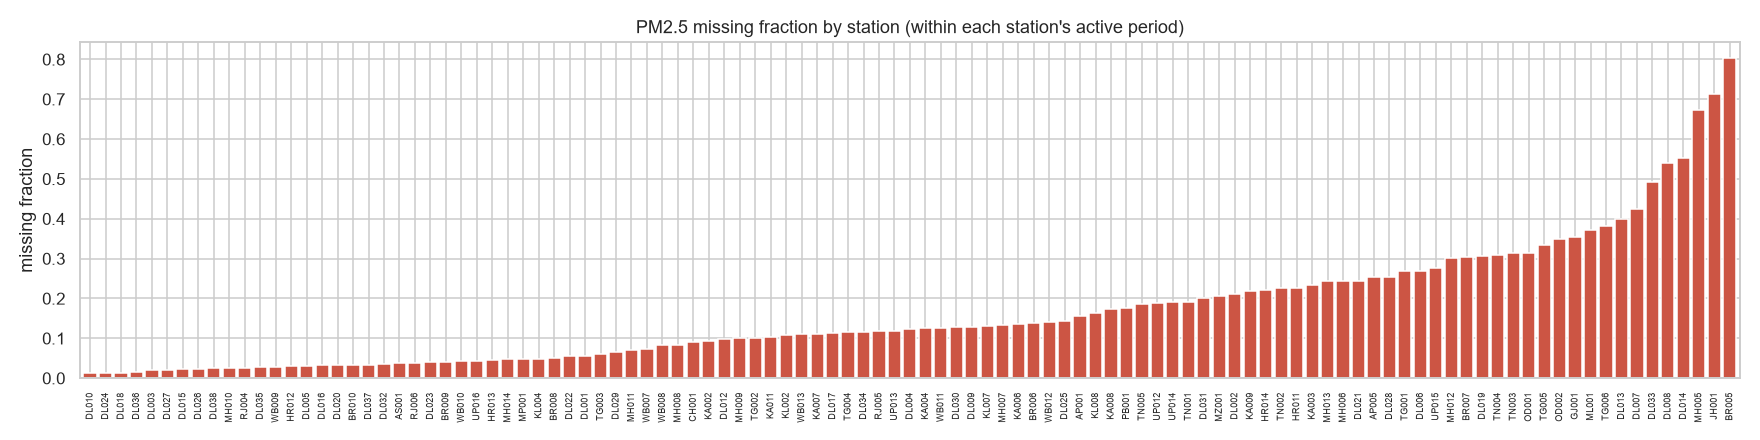 PM2.5 missing fraction by station (within each station's active period)
missing fraction
0.8
0.7
0.6
0.5
0.4
0.3
0.2
0.1
0.0
DL010
DL024
DL018
DL036
DL003
DL027
DL015
DL026
DL038
MH010
RJ004
DL035
WB009
HR012
DL005
DL016
DL020
BR010
DL037
DL032
AS001
RJ006
DL023
BR009
WB010
UP016
HR013
MH014
MP001
KL004
BR008
DL022
DL001
TG003
DL029
MH011
WB007
WB008
MH008
CH001
KA002
DL012
MH009
TG002
KA011
KL002
WB013
KA007
DL017
TG004
DL034
RJ005
UP013
DL004
KA004
WB011
DL030
DL009
KL007
MH007
KA006
BR006
WB012
DL025
AP001
KL008
KA008
PB001
TN005
UP012
UP014
TN001
DL031
MZ001
DL002
KA009
HR014
TN002
HR011
KA003
MH013
MH006
DL021
AP005
DL028
TG001
DL006
UP015
MH012
BR007
DL019
TN004
TN003
OD001
TG005
OD002
GJ001
ML001
TG006
DL013
DL007
DL033
DL008
DL014
MH005
JH001
BR005